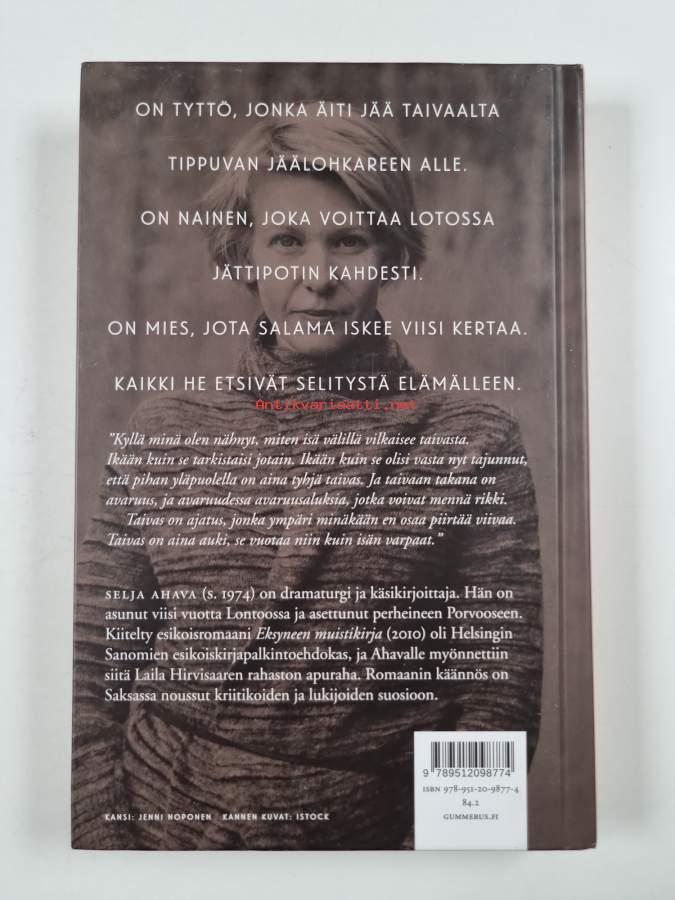 ON TYTTÖ, JONKA ÄITI JÄÄ TAIVAALTA
TIPPUVAN JÄÄLOHKAREEN ALLE.
ON NAINEN, JOKA VOITTAA LOTOSSA
JÄTTIPOTIN KAHDESTI.
ON MIES, JOTA SALAMA ISKEE VIISI KERTAA.
KAIKKI HE ETSIVÄT SELITYSTÄ ELÄMÄLLEEN.
Antikvariaatti.net
"Kyllä minä olen nähnyt, miten isä välillä vilkaisee taivasta.
Ikään kuin se tarkistaisi jotain. Ikään kuin se olisi vasta nyt tajunnut,
että pihan yläpuolella on aina tyhjä taivas. Ja taivaan takana on
avaruus, ja avaruudessa avaruusaluksia, jotka voivat mennä rikki.
Taivas on ajatus, jonka ympäri minäkään en osaa piirtää viivaa.
Taivas on aina auki, se vuotaa niin kuin isän varpaat."
SELJA AHAVA (s. 1974) on dramaturgi ja käsikirjoittaja. Hän on
asunut viisi vuotta Lontoossa ja asettunut perheineen Porvooseen.
Kiitelty esikoisromaani Eksyneen muistikirja (2010) oli Helsingin
Sanomien esikoiskirjapalkintoehdokas, ja Ahavalle myönnettiin
siitä Laila Hirvisaaren rahaston apuraha. Romaanin käännös on
Saksassa noussut kriitikoiden ja lukijoiden suosioon.
9 789512 098774
ISBN 978-951-20-9877-4
84.2
GUMMERUS.FI
KANSI: JENNI NOPONEN KANNEN KUVAT: ISTOCK